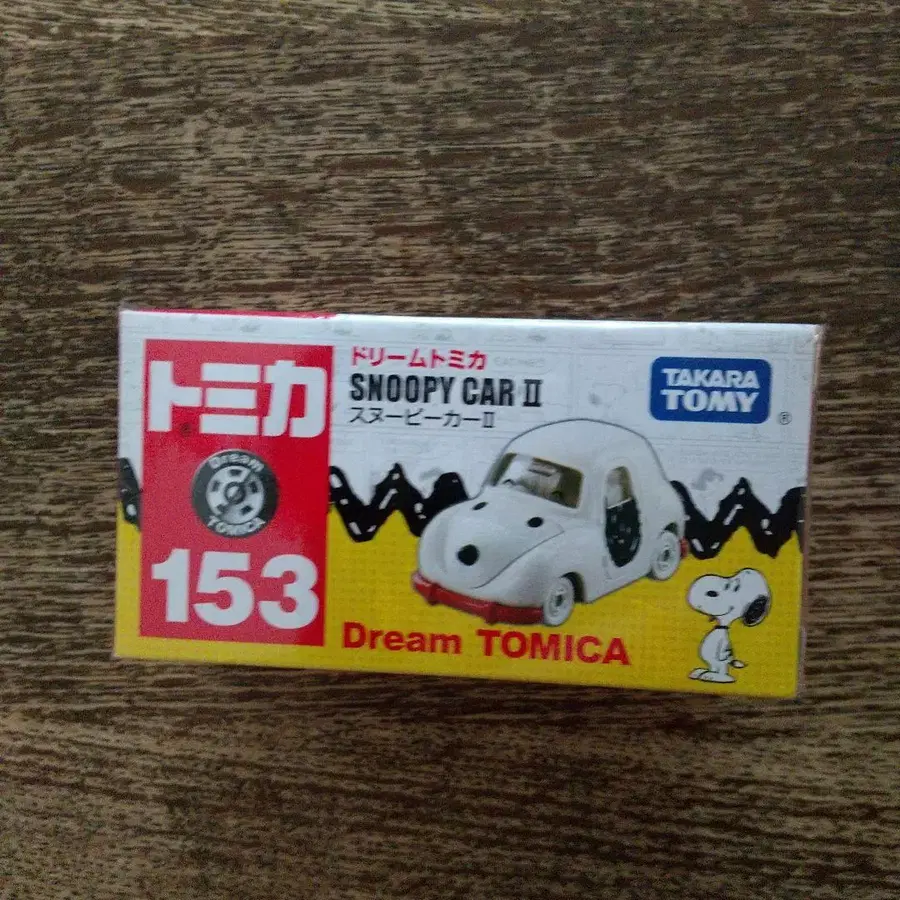 トミカ
Dream
TOMICA
153
ドリームトミカ
SNOOPY CAR II
スヌーピーカーII
TAKARA
TOMY
®
Dream TOMICA